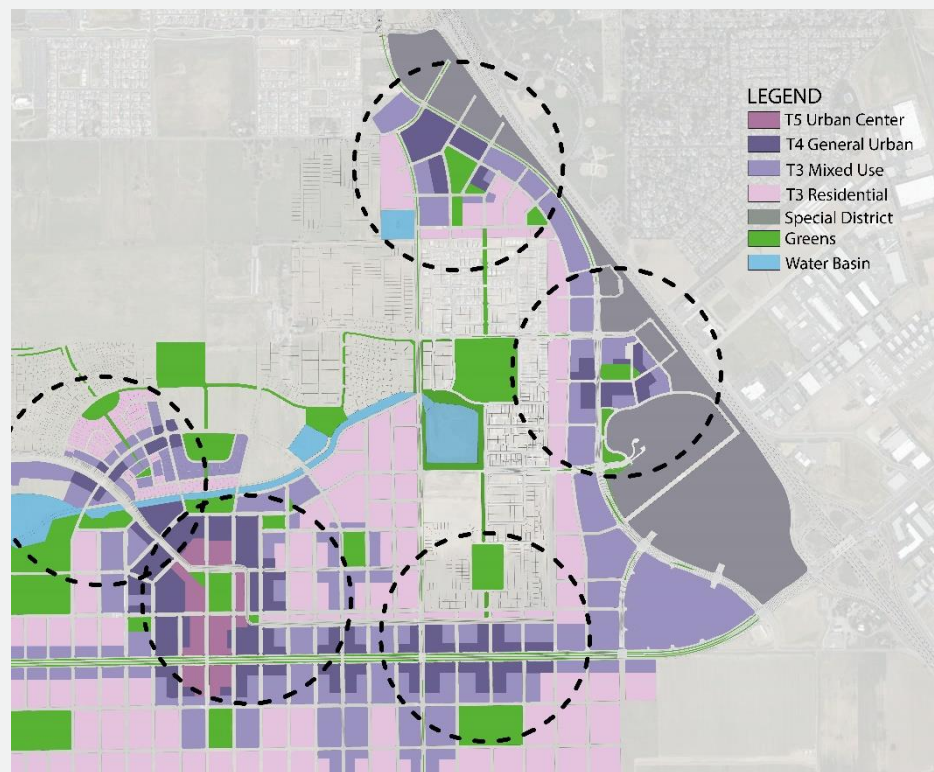 LEGEND
T5 Urban Center
T4 General Urban
T3 Mixed Use
T3 Residential
Special District
Greens
Water Basin